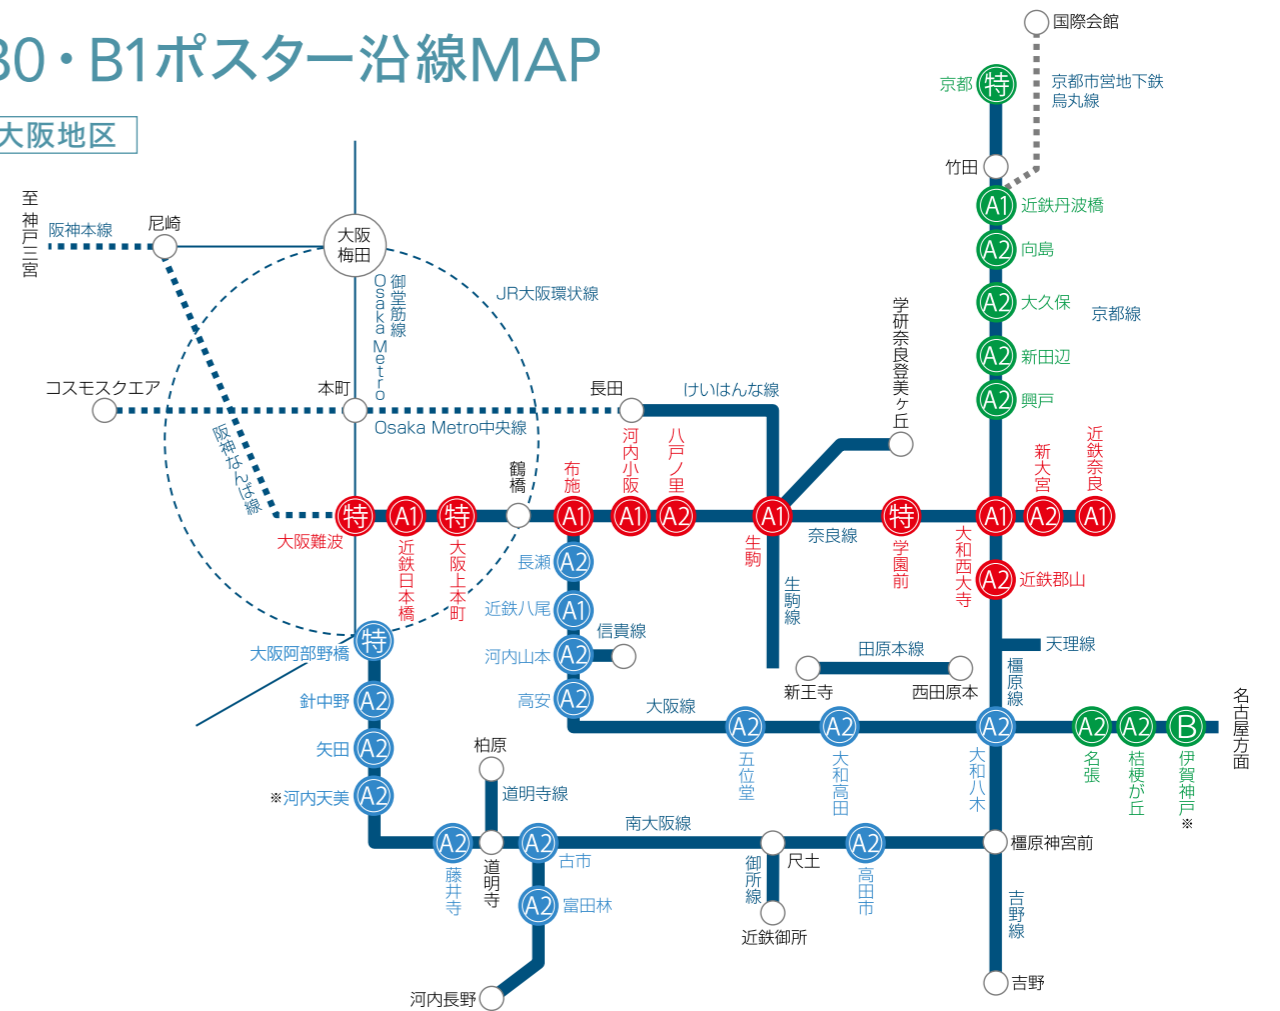 B0・B1ポスター沿線MAP
大阪地区
国際会館
京都
特
京都市営地下鉄
烏丸線
竹田
A1
近鉄丹波橋
A2
向島
A2
大久保
京都線
A2
新田辺
A2
興戸
至 神戸三宮
阪神本線
尼崎
大阪
梅田
御堂筋線
Osaka Metro
JR大阪環状線
学研奈良登美ヶ丘
コスモスクエア
本町
長田
けいはんな線
Osaka Metro中央線
阪神なんば線
鶴橋
布施
河内小阪
八戸ノ里
新大宮
近鉄奈良
特
A1
特
A1
A1
A2
A1
特
A1
A2
A1
大阪難波
近鉄日本橋
大阪上本町
生駒
奈良線
学園前
大和西大寺
長瀬
A2
近鉄八尾
A1
信貴線
河内山本
A2
高安
A2
生駒線
A2
近鉄郡山
天理線
橿原線
田原本線
新王寺
西田原本
大阪阿部野橋
特
針中野
A2
矢田
A2
※河内天美
A2
大阪線
A2
A2
A2
A2
A2
B
五位堂
大和高田
大和八木
名張
桔梗が丘
伊賀神戸
※
名古屋方面
柏原
道明寺線
南大阪線
A2
A2
A2
藤井寺
道明寺
古市
A2
富田林
河内長野
御所線
尺土
近鉄御所
高田市
橿原神宮前
吉野線
吉野